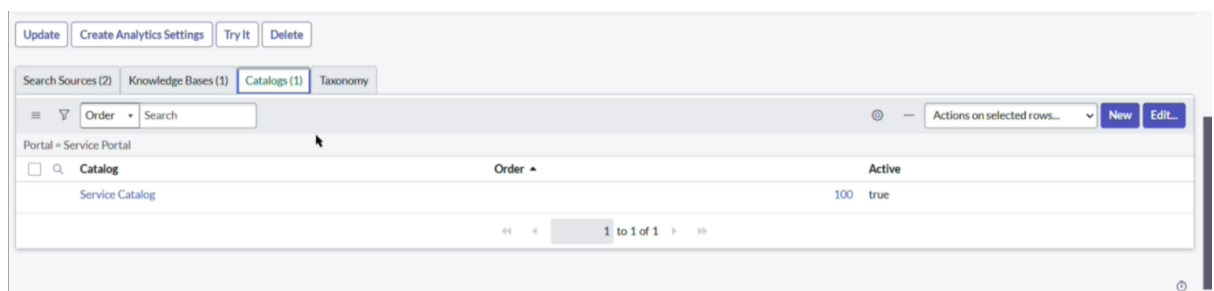 Update Create Analytics Settings Try It Delete
Search Sources (2) Knowledge Bases (1) Catalogs (1) Taxonomy
Order Search Actions on selected rows... New Edit...
Portal = Service Portal
Catalog Order Active
Service Catalog 100 true
1 to 1 of 1